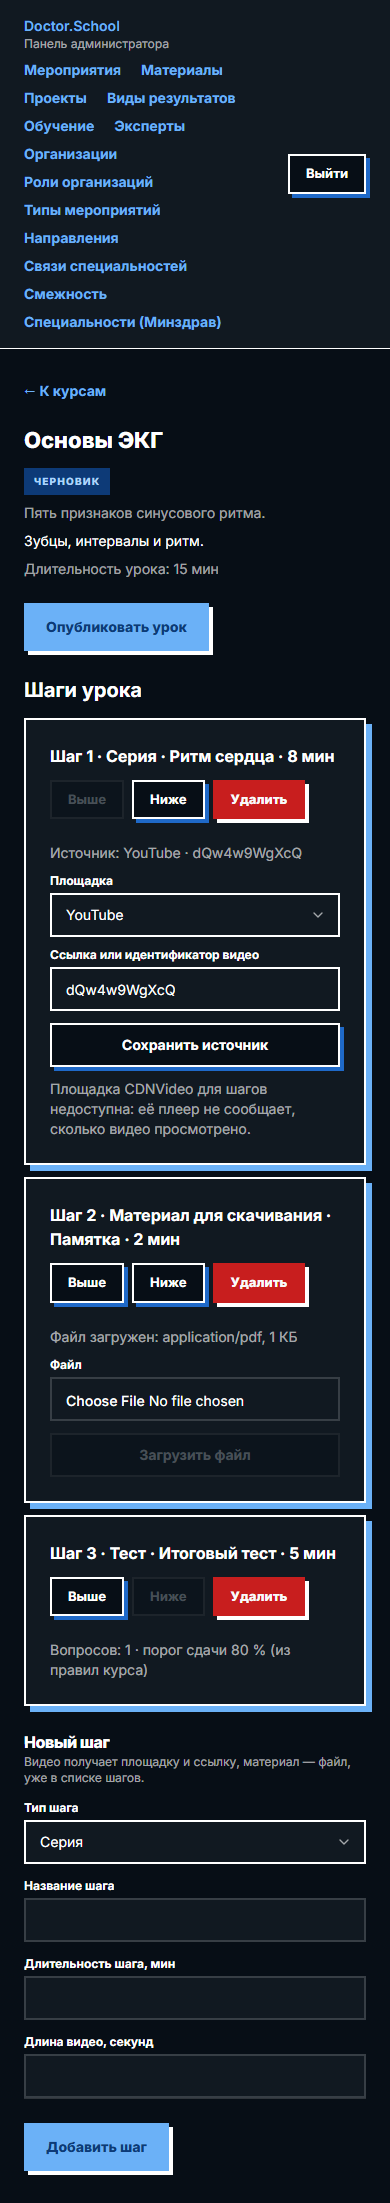 Doctor.School
Панель администратора
Мероприятия Материалы
Проекты Виды результатов
Обучение Эксперты
Организации
Роли организаций
Типы мероприятий
Направления
Связи специальностей
Смежность
Специальности (Минздрав)
Выйти
← К курсам
Основы ЭКГ
ЧЕРНОВИК
Пять признаков синусового ритма.
Зубцы, интервалы и ритм.
Длительность урока: 15 мин
Опубликовать урок
Шаги урока
Шаг 1 · Серия · Ритм сердца · 8 мин
Выше Ниже Удалить
Источник: YouTube · dQw4w9WgXcQ
Площадка
YouTube
Ссылка или идентификатор видео
dQw4w9WgXcQ
Сохранить источник
Площадка CDNVideo для шагов
недоступна: её плеер не сообщает,
сколько видео просмотрено.
Шаг 2 · Материал для скачивания ·
Памятка · 2 мин
Выше Ниже Удалить
Файл загружен: application/pdf, 1 КБ
Файл
Choose File No file chosen
Загрузить файл
Шаг 3 · Тест · Итоговый тест · 5 мин
Выше Ниже Удалить
Вопросов: 1 · порог сдачи 80 % (из
правил курса)
Новый шаг
Видео получает площадку и ссылку, материал — файл,
уже в списке шагов.
Тип шага
Серия
Название шага
Длительность шага, мин
Длина видео, секунд
Добавить шаг